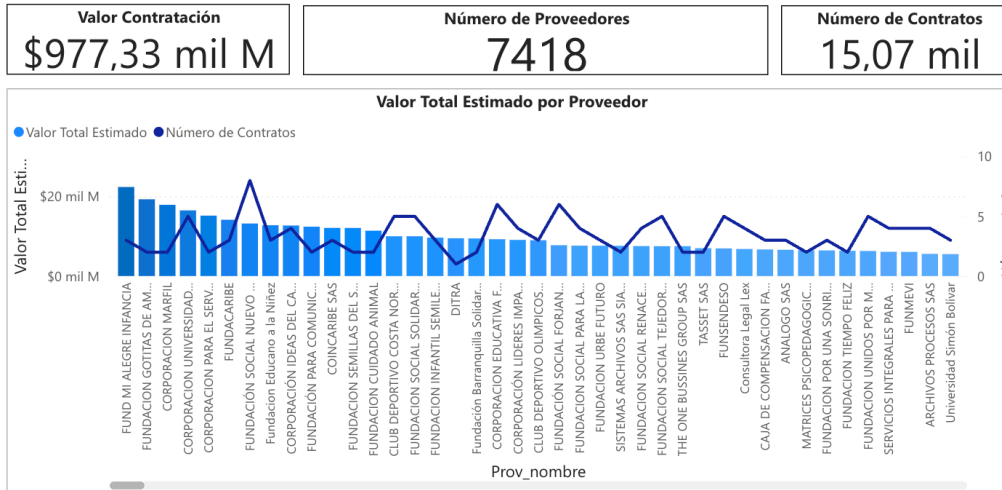 Valor Contratación
$977,33 mil M
Número de Proveedores
7418
Número de Contratos
15,07 mil
Valor Total Estimado por Proveedor
Valor Total Estimado
Número de Contratos
Valor Total Esti...
$20 mil M
$0 mil M
10
5
0
FUND MI ALEGRE INFANCIA
FUNDACION GOTITAS DE AM...
CORPORACION MARFIL
CORPORACION UNIVERSIDAD...
CORPORACION PARA EL SERV...
FUNDACARIBE
FUNDACIÓN SOCIAL NUEVO ...
Fundacion Educano a la Niñez
CORPORACIÓN IDEAS DEL CA...
FUNDACIÓN PARA COMUNIC...
COINCARIBE SAS
FUNDACION SEMILLAS DEL S...
FUNDACION CUIDADO ANIMAL
CLUB DEPORTIVO COSTA NOR...
FUNDACION SOCIAL SOLIDAR...
FUNDACION INFANTIL SEMILE...
DITRA
Fundación Barranquilla Solidar...
CORPORACION EDUCATIVA F...
CORPORACIÓN LIDERES IMPA...
CLUB DEPORTIVO OLIMPICOS...
FUNDACIÓN SOCIAL FORJAN...
FUNDACION SOCIAL PARA LA...
FUNDACION URBE FUTURO
SISTEMAS ARCHIVOS SAS SIA...
FUNDACION SOCIAL RENACE...
FUNDACION SOCIAL TEJEDOR...
THE ONE BUSSINES GROUP SAS
TASSET SAS
FUNSENDESO
Consultora Legal Lex
CAJA DE COMPENSACION FA...
ANALOGO SAS
MATRICES PSICOPEDAGOGIC...
FUNDACION POR UNA SONRI...
FUNDACION TIEMPO FELIZ
FUNDACION UNIDOS POR M...
SERVICIOS INTEGRALES PARA ...
FUNMEVI
ARCHIVOS PROCESOS SAS
Universidad Simón Bolívar
Prov_nombre